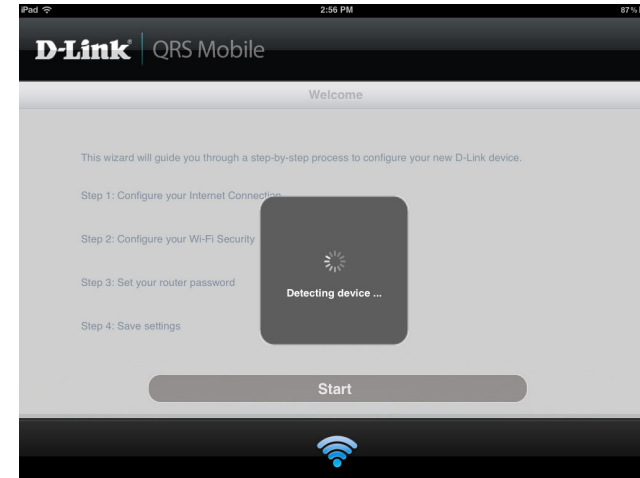 iPad
2:56 PM
87%
D-Link® QRS Mobile
Welcome
This wizard will guide you through a step-by-step process to configure your new D-Link device.
Step 1: Configure your Internet Connection
Step 2: Configure your Wi-Fi Security
Detecting device ...
Step 3: Set your router password
Step 4: Save settings
Start